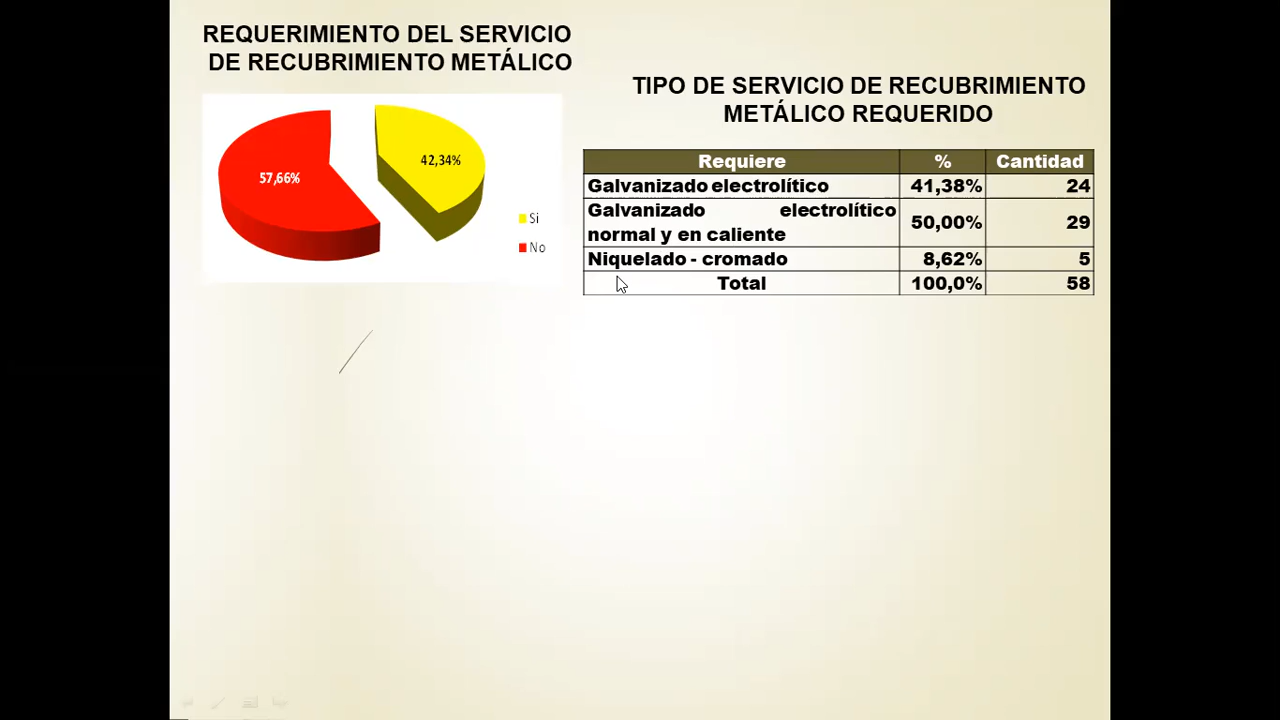 REQUERIMIENTO DEL SERVICIO
DE RECUBRIMIENTO METÁLICO
57,66%
42,34%
Si
No
TIPO DE SERVICIO DE RECUBRIMIENTO
METÁLICO REQUERIDO
Requiere % Cantidad
Galvanizado electrolítico 41,38% 24
Galvanizado electrolítico
normal y en caliente 50,00% 29
Niquelado - cromado 8,62% 5
Total 100,0% 58